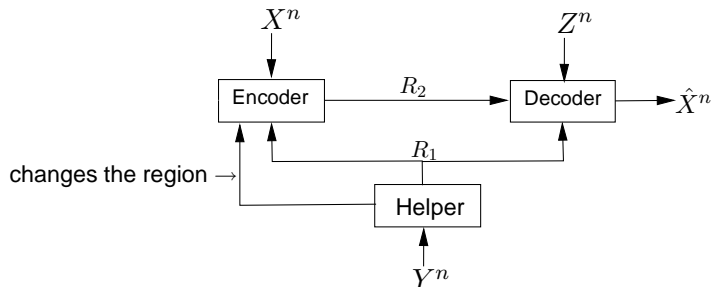 X^n
Z^n
Encoder
R_2
Decoder
X̂^n
R_1
changes the region →
Helper
Y^n